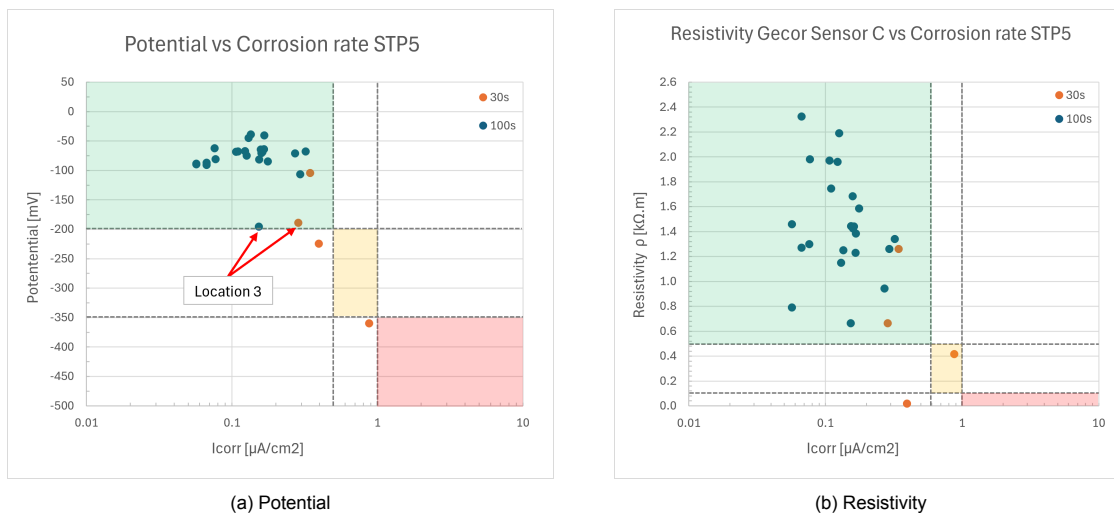 Potential vs Corrosion rate STP5
50
0
-50
-100
-150
-200
-250
-300
-350
-400
-450
-500
Potentential [mV]
30s
100s
Location 3
0.01
0.1
1
10
Icorr [µA/cm2]
(a) Potential
Resistivity Gecor Sensor C vs Corrosion rate STP5
2.6
2.4
2.2
2.0
1.8
1.6
1.4
1.2
1.0
0.8
0.6
0.4
0.2
0.0
Resistivity ρ [kΩ.m]
30s
100s
0.01
0.1
1
10
Icorr [µA/cm2]
(b) Resistivity